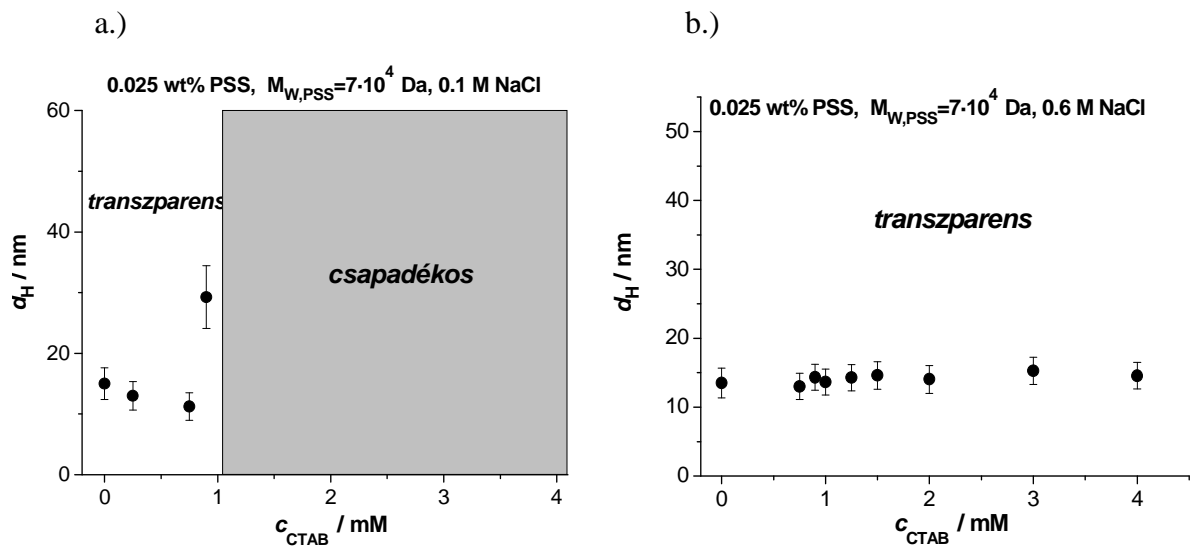 a.)
0.025 wt% PSS, M_W,PSS=7·10^4 Da, 0.1 M NaCl
60
40
20
0
d_H / nm
transzparens
csapadékos
0 1 2 3 4
c_CTAB / mM
b.)
0.025 wt% PSS, M_W,PSS=7·10^4 Da, 0.6 M NaCl
50
40
30
20
10
0
d_H / nm
transzparens
0 1 2 3 4
c_CTAB / mM